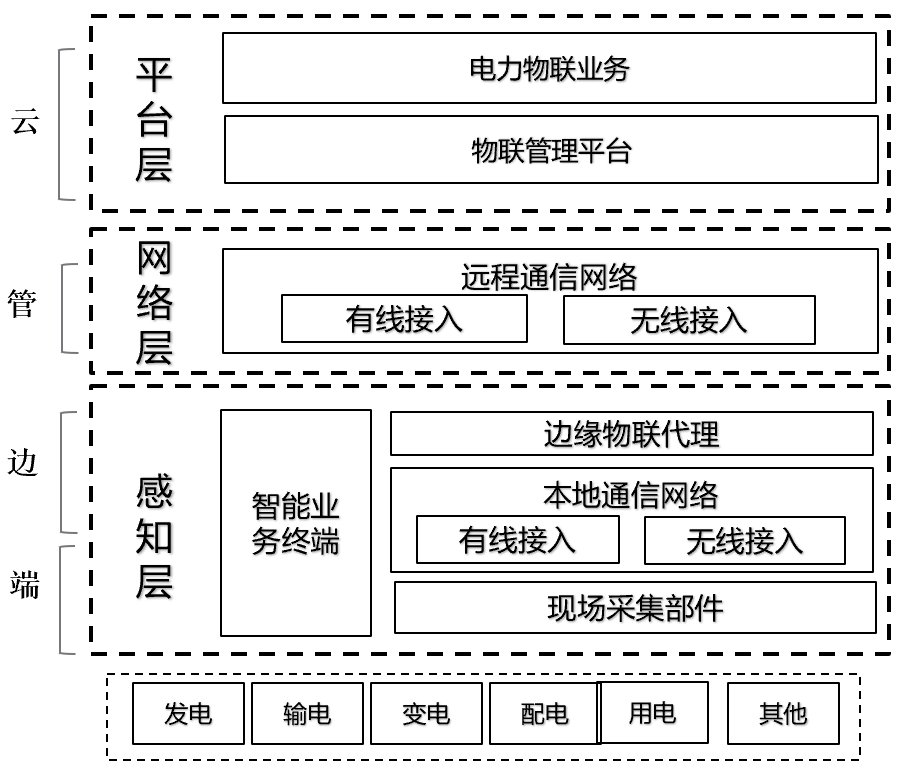 云
平台层
电力物联业务
物联管理平台
管
网络层
远程通信网络
有线接入
无线接入
边
端
感知层
智能业
务终端
边缘物联代理
本地通信网络
有线接入
无线接入
现场采集部件
发电
输电
变电
配电
用电
其他